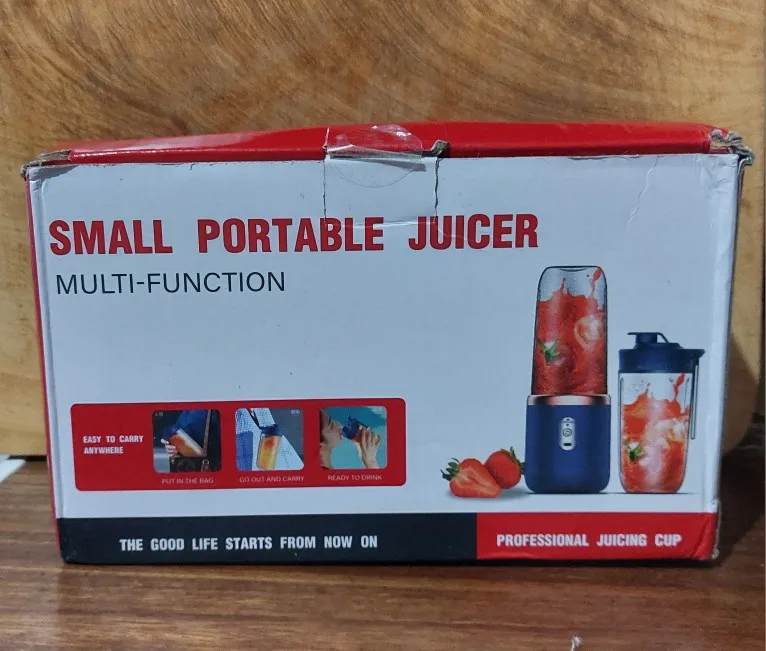 SMALL PORTABLE JUICER
MULTI-FUNCTION
EASY TO CARRY
ANYWHERE
PUT IN THE BAG
GO OUT AND CARRY
READY TO DRINK
THE GOOD LIFE STARTS FROM NOW ON
PROFESSIONAL JUICING CUP